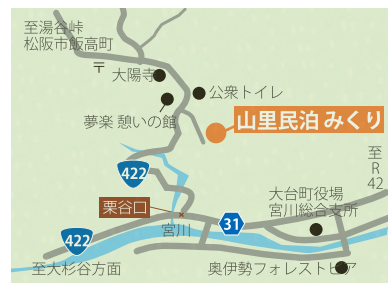 至湯谷峠
松阪市飯高町
〒
大陽寺
公衆トイレ
夢楽 憩いの館
山里民泊 みくり
至
R
42
422
大台町役場
宮川総合支所
栗谷口
31
宮川
422
至大杉谷方面
奥伊勢フォレストピア